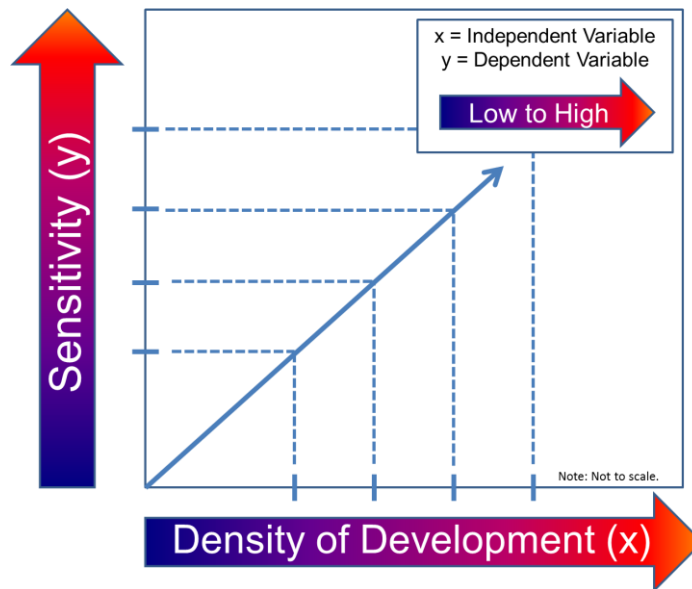 x = Independent Variable
y = Dependent Variable
Low to High
Sensitivity (y)
Note: Not to scale.
Density of Development (x)